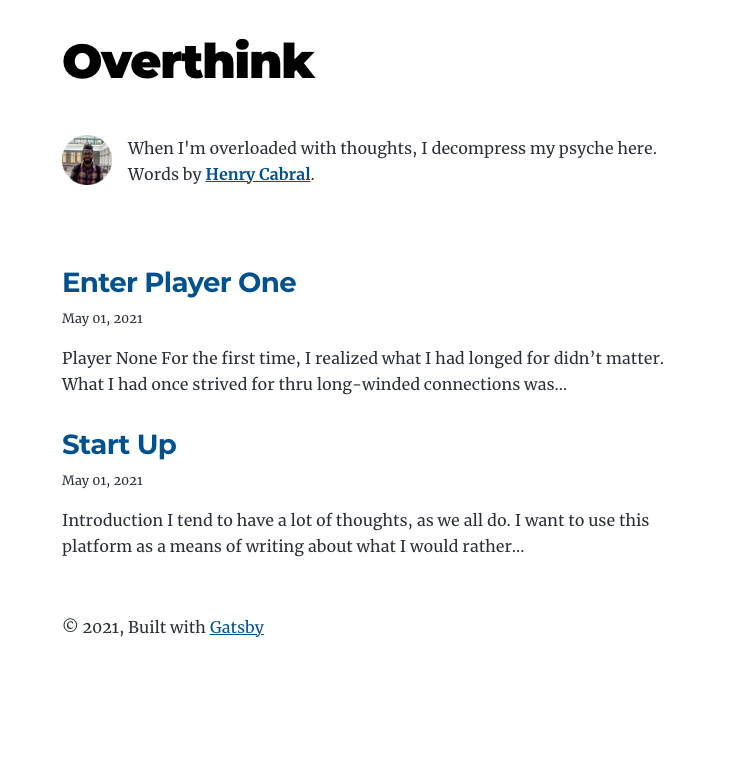 Overthink
When I'm overloaded with thoughts, I decompress my psyche here.
Words by Henry Cabral.
Enter Player One
May 01, 2021
Player None For the first time, I realized what I had longed for didn’t matter.
What I had once strived for thru long-winded connections was…
Start Up
May 01, 2021
Introduction I tend to have a lot of thoughts, as we all do. I want to use this
platform as a means of writing about what I would rather…
© 2021, Built with Gatsby